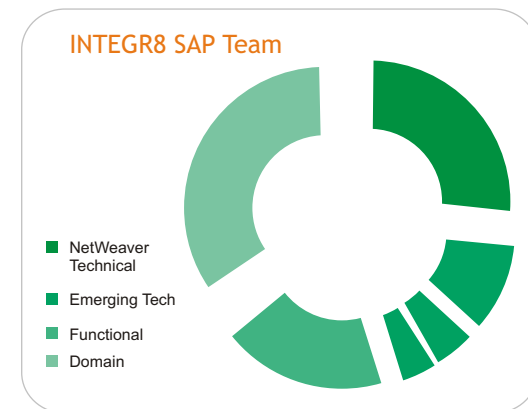 INTEGR8 SAP Team
NetWeaver
Technical
Emerging Tech
Functional
Domain